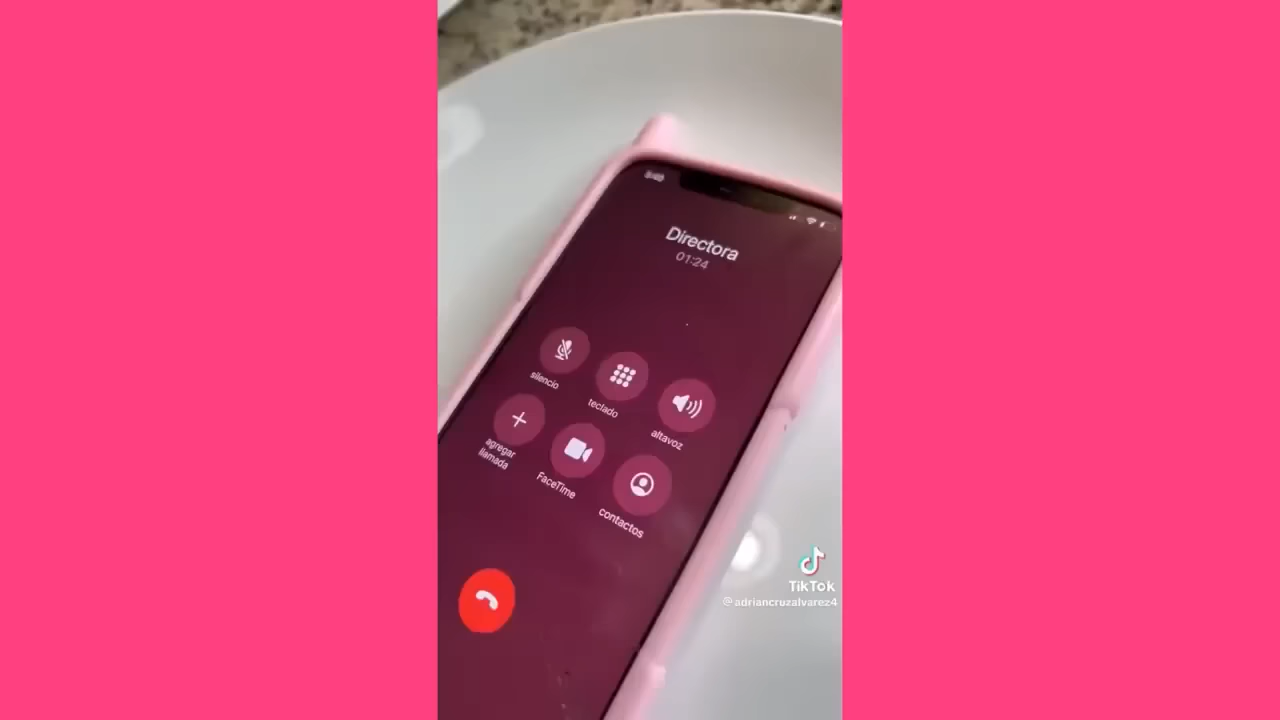 Directora
01:24
silencio
teclado
altavoz
agregar
llamada
FaceTime
contactos
TikTok
@adriancruzalvarez4